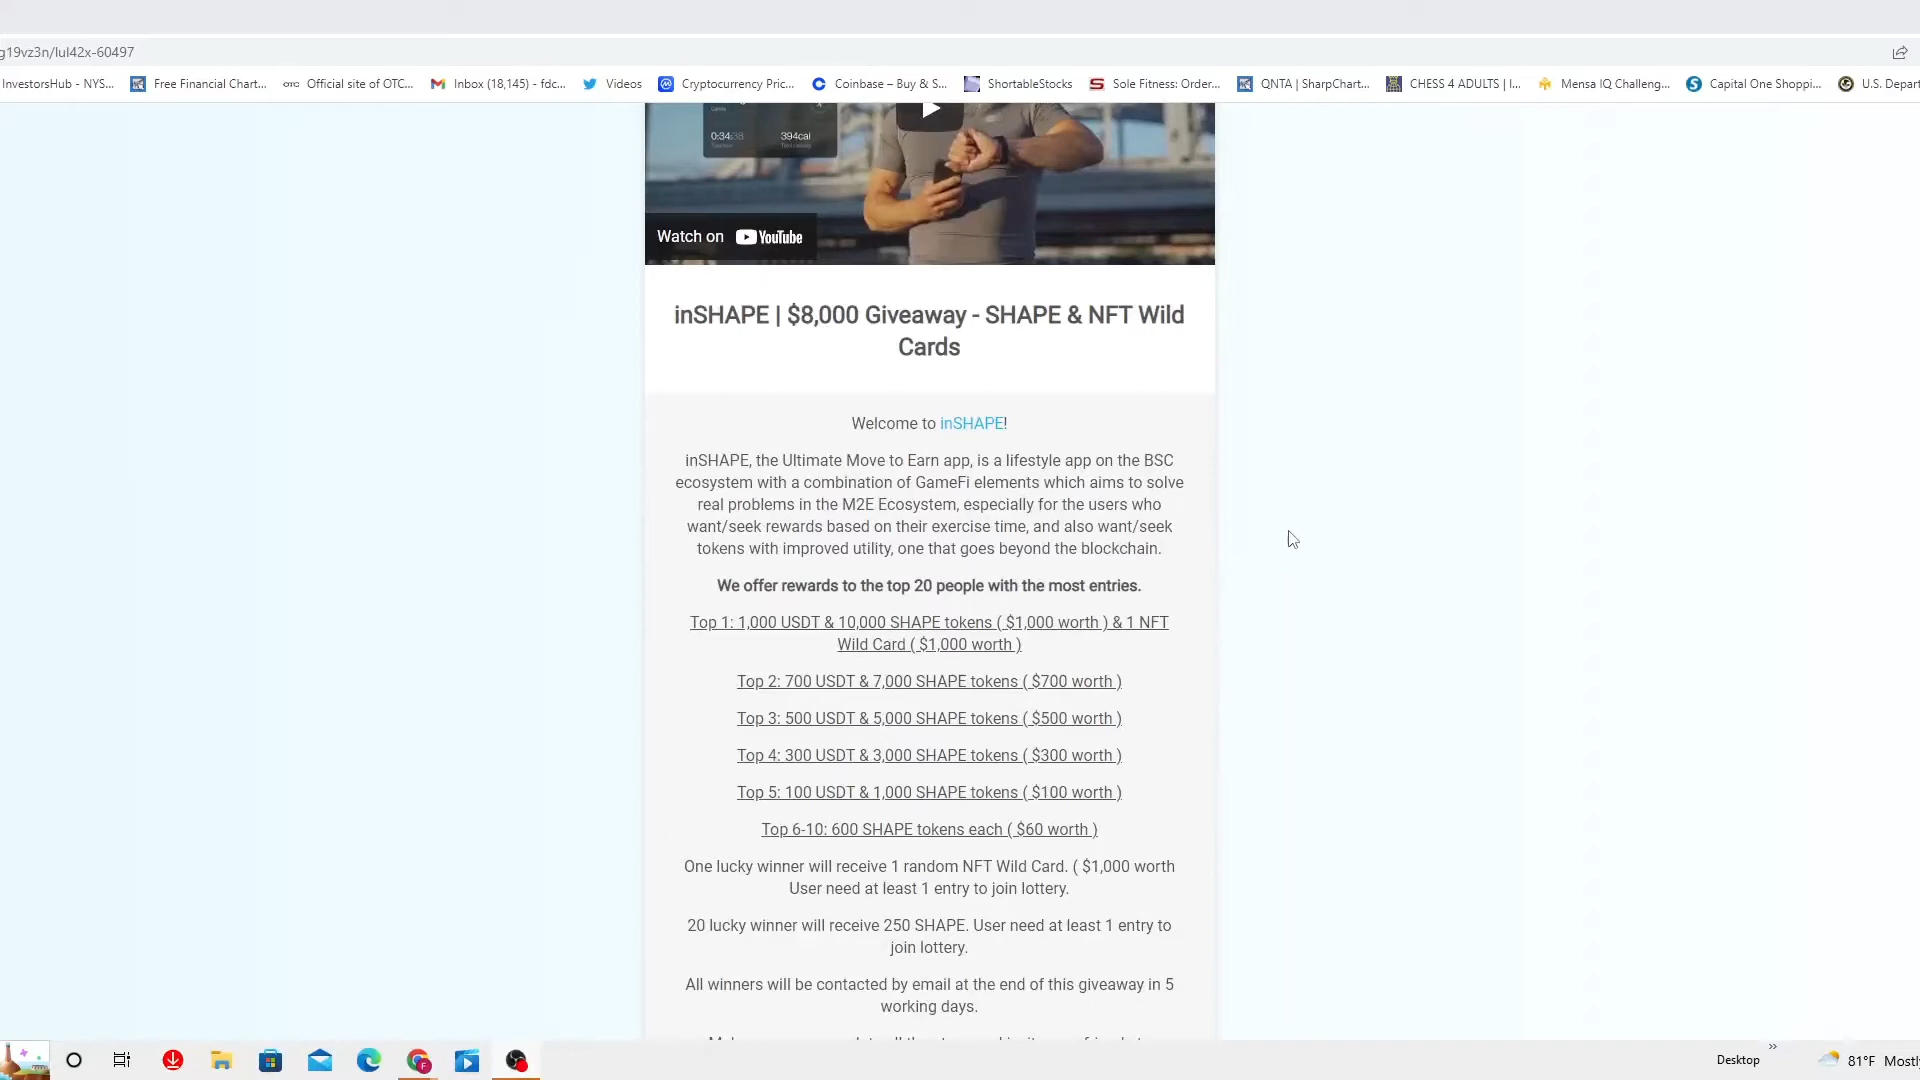 g19vz3n/lul42x-60497
InvestorsHub - NYS... Free Financial Chart... OTC Official site of OTC... Inbox (18,145) - fdc... Videos Cryptocurrency Pric... Coinbase – Buy & S... ShortableStocks Sole Fitness: Order... QNTA | SharpChart... CHESS 4 ADULTS | I... Mensa IQ Challeng... Capital One Shoppi... U.S. Depart
0:34:38 394cal
Watch on YouTube
inSHAPE | $8,000 Giveaway - SHAPE & NFT Wild
Cards
Welcome to inSHAPE!
inSHAPE, the Ultimate Move to Earn app, is a lifestyle app on the BSC
ecosystem with a combination of GameFi elements which aims to solve
real problems in the M2E Ecosystem, especially for the users who
want/seek rewards based on their exercise time, and also want/seek
tokens with improved utility, one that goes beyond the blockchain.
We offer rewards to the top 20 people with the most entries.
Top 1: 1,000 USDT & 10,000 SHAPE tokens ( $1,000 worth ) & 1 NFT
Wild Card ( $1,000 worth )
Top 2: 700 USDT & 7,000 SHAPE tokens ( $700 worth )
Top 3: 500 USDT & 5,000 SHAPE tokens ( $500 worth )
Top 4: 300 USDT & 3,000 SHAPE tokens ( $300 worth )
Top 5: 100 USDT & 1,000 SHAPE tokens ( $100 worth )
Top 6-10: 600 SHAPE tokens each ( $60 worth )
One lucky winner will receive 1 random NFT Wild Card. ( $1,000 worth
User need at least 1 entry to join lottery.
20 lucky winner will receive 250 SHAPE. User need at least 1 entry to
join lottery.
All winners will be contacted by email at the end of this giveaway in 5
working days.
Desktop 81°F Mostly